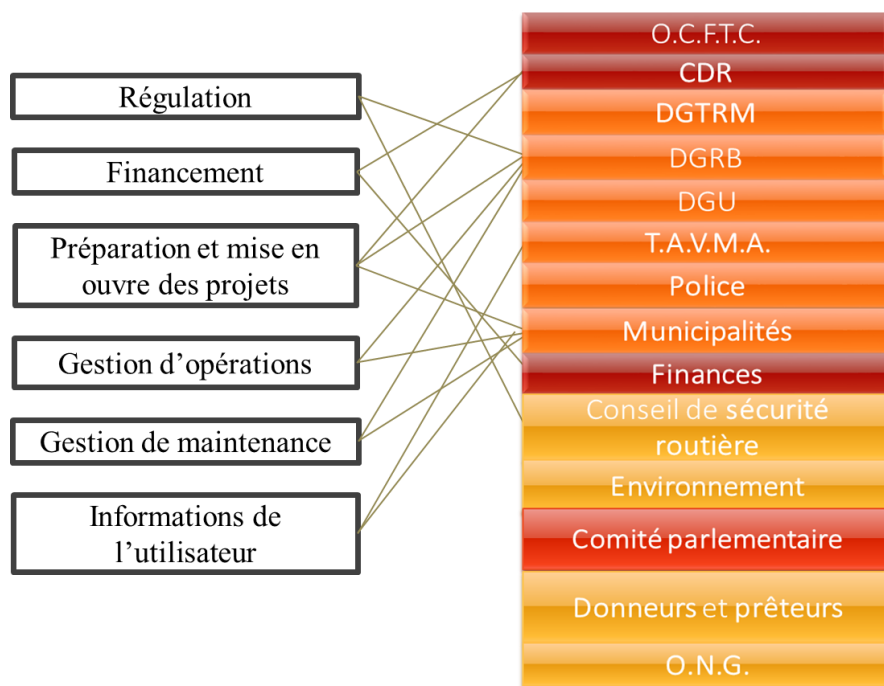 Régulation
Financement
Préparation et mise en
ouvre des projets
Gestion d'opérations
Gestion de maintenance
Informations de
l'utilisateur
O.C.F.T.C.
CDR
DGTRM
DGRB
DGU
T.A.V.M.A.
Police
Municipalités
Finances
Conseil de sécurité
routière
Environnement
Comité parlementaire
Donneurs et prêteurs
O.N.G.